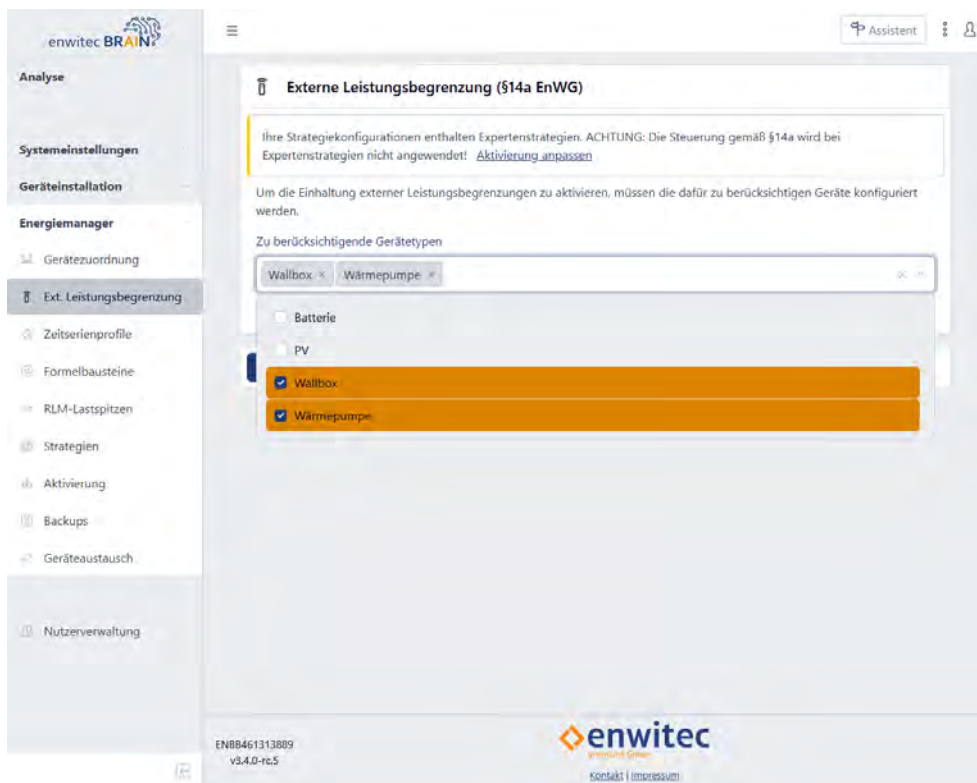 enwitec BRAIN
Assistent
Analyse
Systemeinstellungen
Geräteinstallation
Energiemanager
Gerätezuordnung
Ext. Leistungsbegrenzung
Zeitserienprofile
Formelbausteine
RLM-Lastspitzen
Strategien
Aktivierung
Backups
Geräteaustausch
Nutzerverwaltung
Externe Leistungsbegrenzung (§14a EnWG)
Ihre Strategiekonfigurationen enthalten Expertenstrategien. ACHTUNG: Die Steuerung gemäß §14a wird bei
Expertenstrategien nicht angewendet! Aktivierung anpassen
Um die Einhaltung externer Leistungsbegrenzungen zu aktivieren, müssen die dafür zu berücksichtigen Geräte konfiguriert
werden.
Zu berücksichtigende Gerätetypen
Wallbox × Wärmepumpe ×
Batterie
PV
Wallbox
Wärmepumpe
ENBB461313889
v3.4.0-rc.5
enwitec
Kontakt | Impressum